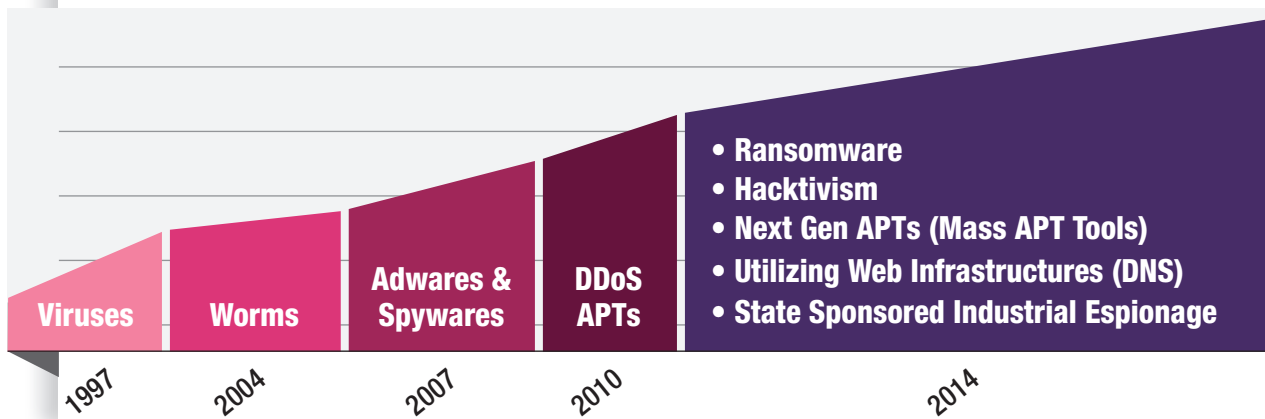 Viruses
Worms
Adwares &
Spywares
DDoS
APTs
• Ransomware
• Hacktivism
• Next Gen APTs (Mass APT Tools)
• Utilizing Web Infrastructures (DNS)
• State Sponsored Industrial Espionage
1997
2004
2007
2010
2014